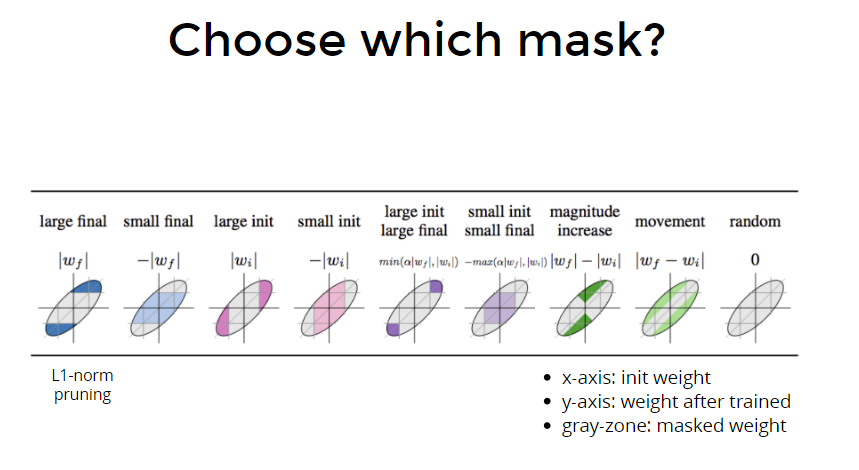 Choose which mask?
large final small final large init small init large init large final small init small final magnitude increase movement random
|w_f| −|w_f| |w_i| −|w_i| min(α|w_f|, |w_i|) −max(α|w_f|, |w_i|) |w_f| − |w_i| |w_f − w_i| 0
L1-norm
pruning
• x-axis: init weight
• y-axis: weight after trained
• gray-zone: masked weight